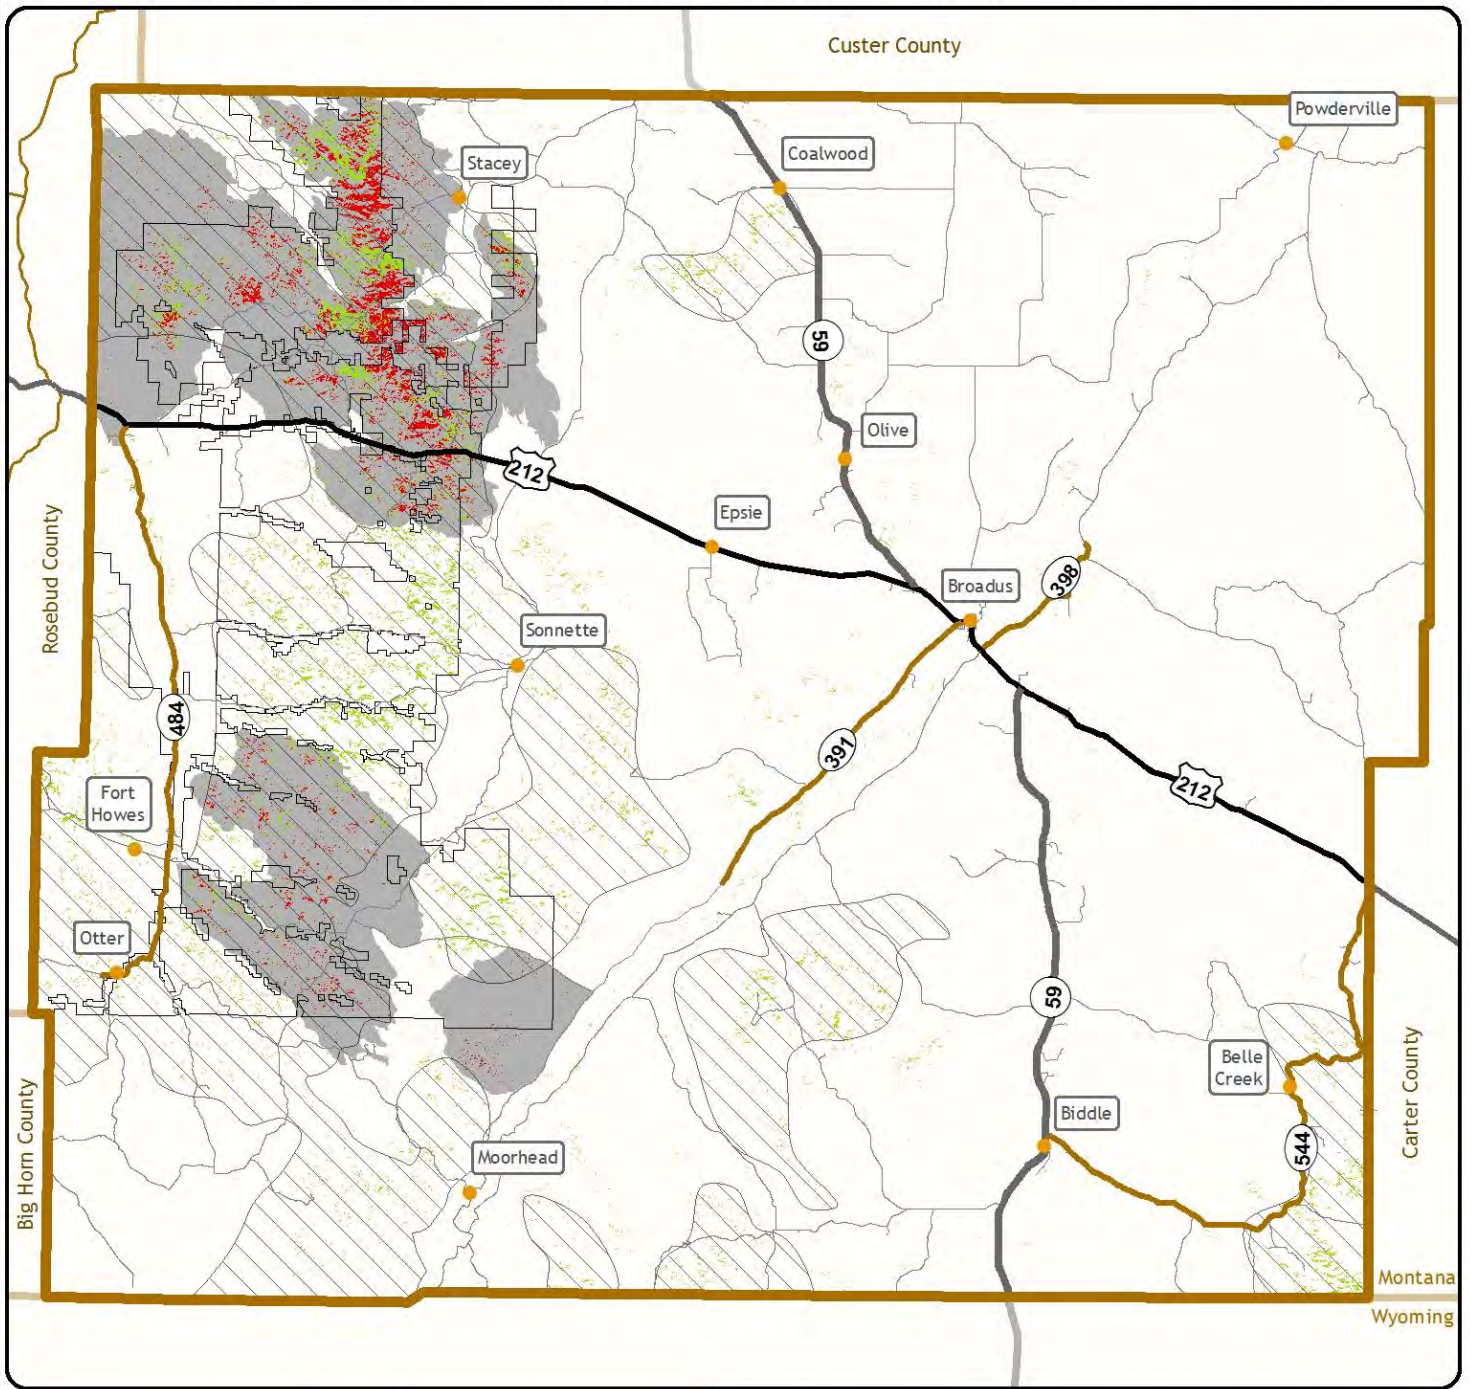 Custer County
Powderville
Coalwood
Stacey
59
Olive
212
Epsie
Rosebud County
398
Broadus
Sonnette
484
391
212
Fort
Howes
Otter
59
Belle
Creek
Carter County
Big Horn County
Biddle
544
Moorhead
Montana
Wyoming